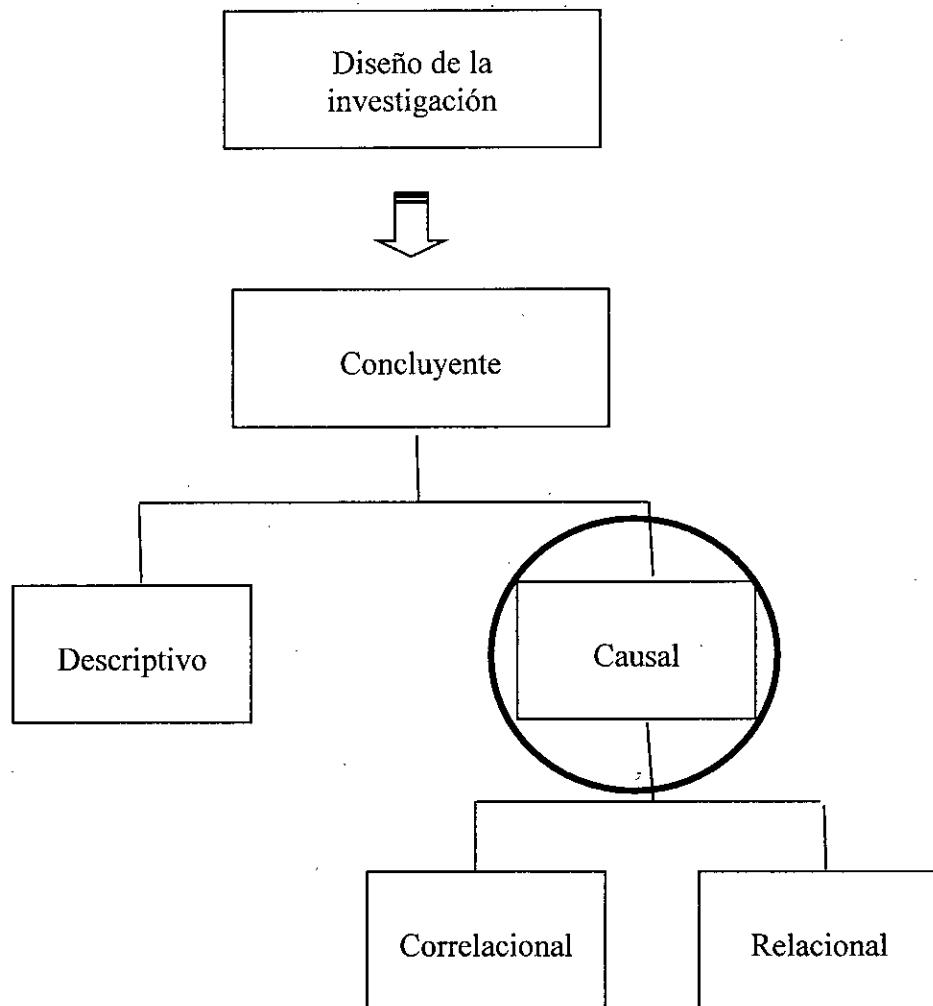 Diseño de la
investigación
Concluyente
Descriptivo
Causal
Correlacional
Relacional